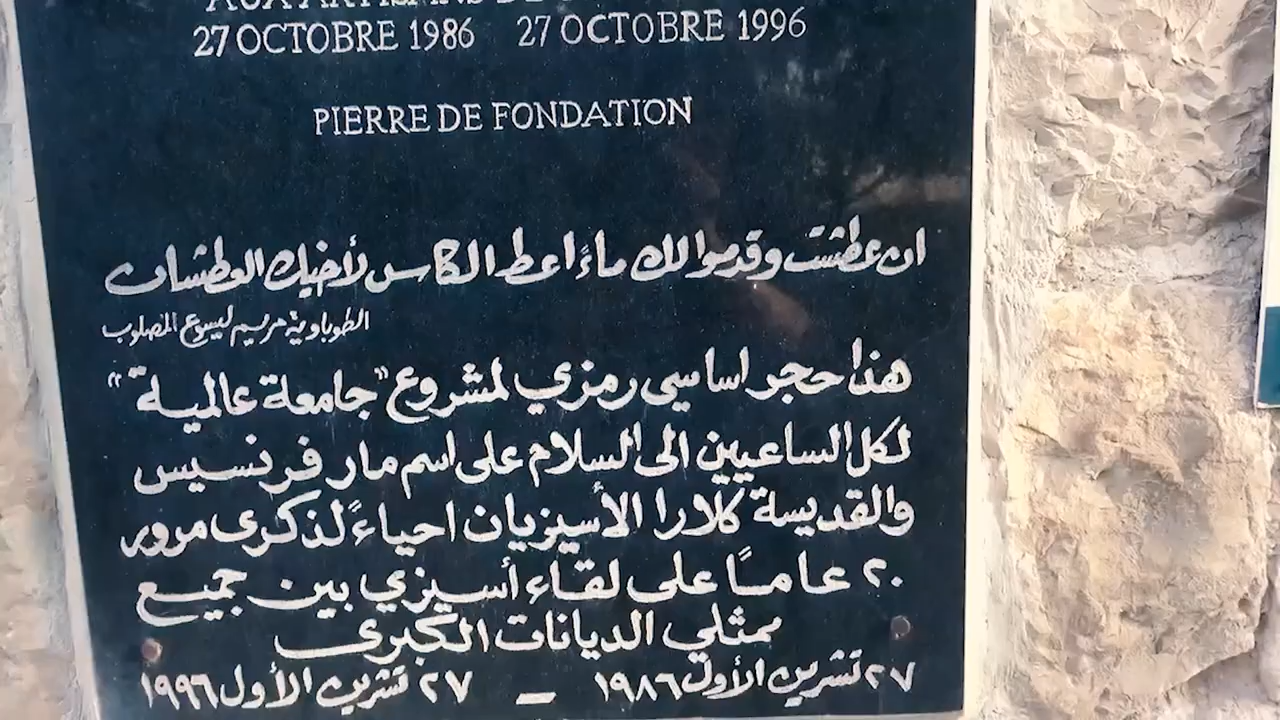 AUX ARTISANS DE
27 OCTOBRE 1986 27 OCTOBRE 1996
PIERRE DE FONDATION
ان عطشت وقدموا لك ماءً اعط الكاس لأخيك العطشان
الطوباوية مريم ليسوع المصلوب
هذا حجر اساسي رمزي لمشروع "جامعة عالمية"
لكل الساعيين الى السلام على اسم مار فرنسيس
والقديسة كلارا الأسيزيان احياءً لذكرى مرور
٢٠ عاماً على لقاء أسيزي بين جميع
ممثلي الديانات الكبرى
٢٧ تشرين الأول ١٩٨٦ – ٢٧ تشرين الأول ١٩٩٦